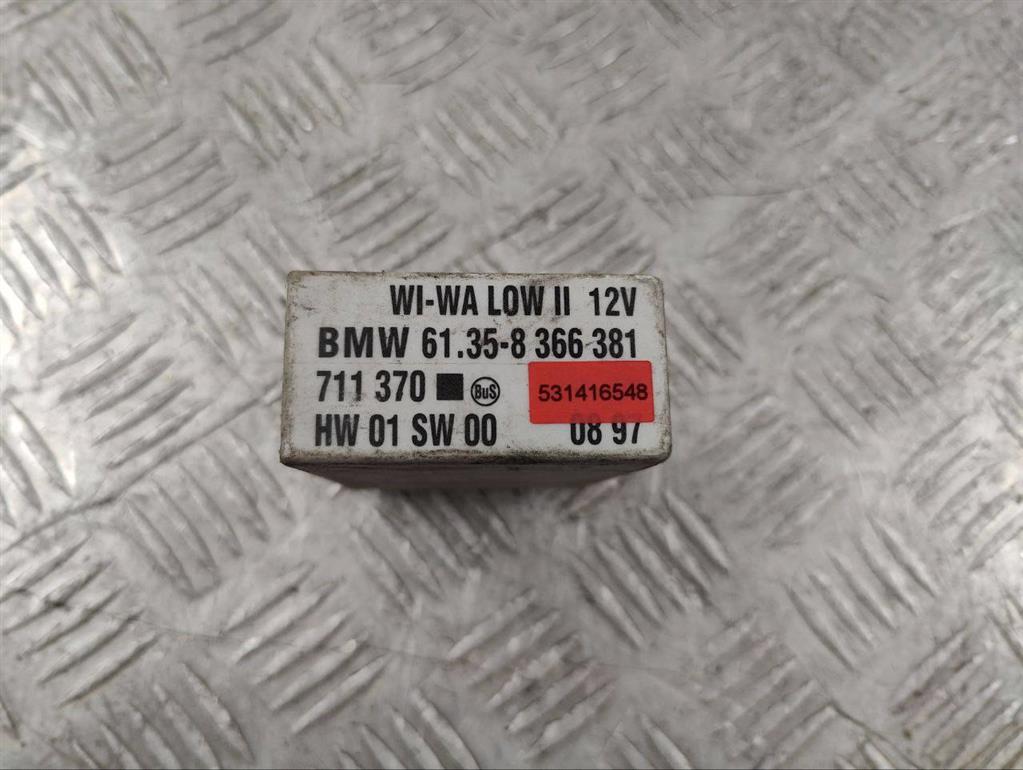 WI-WA LOW II 12V
BMW 61.35-8 366 381
711 370 BuS 531416548
HW 01 SW 00 08 97